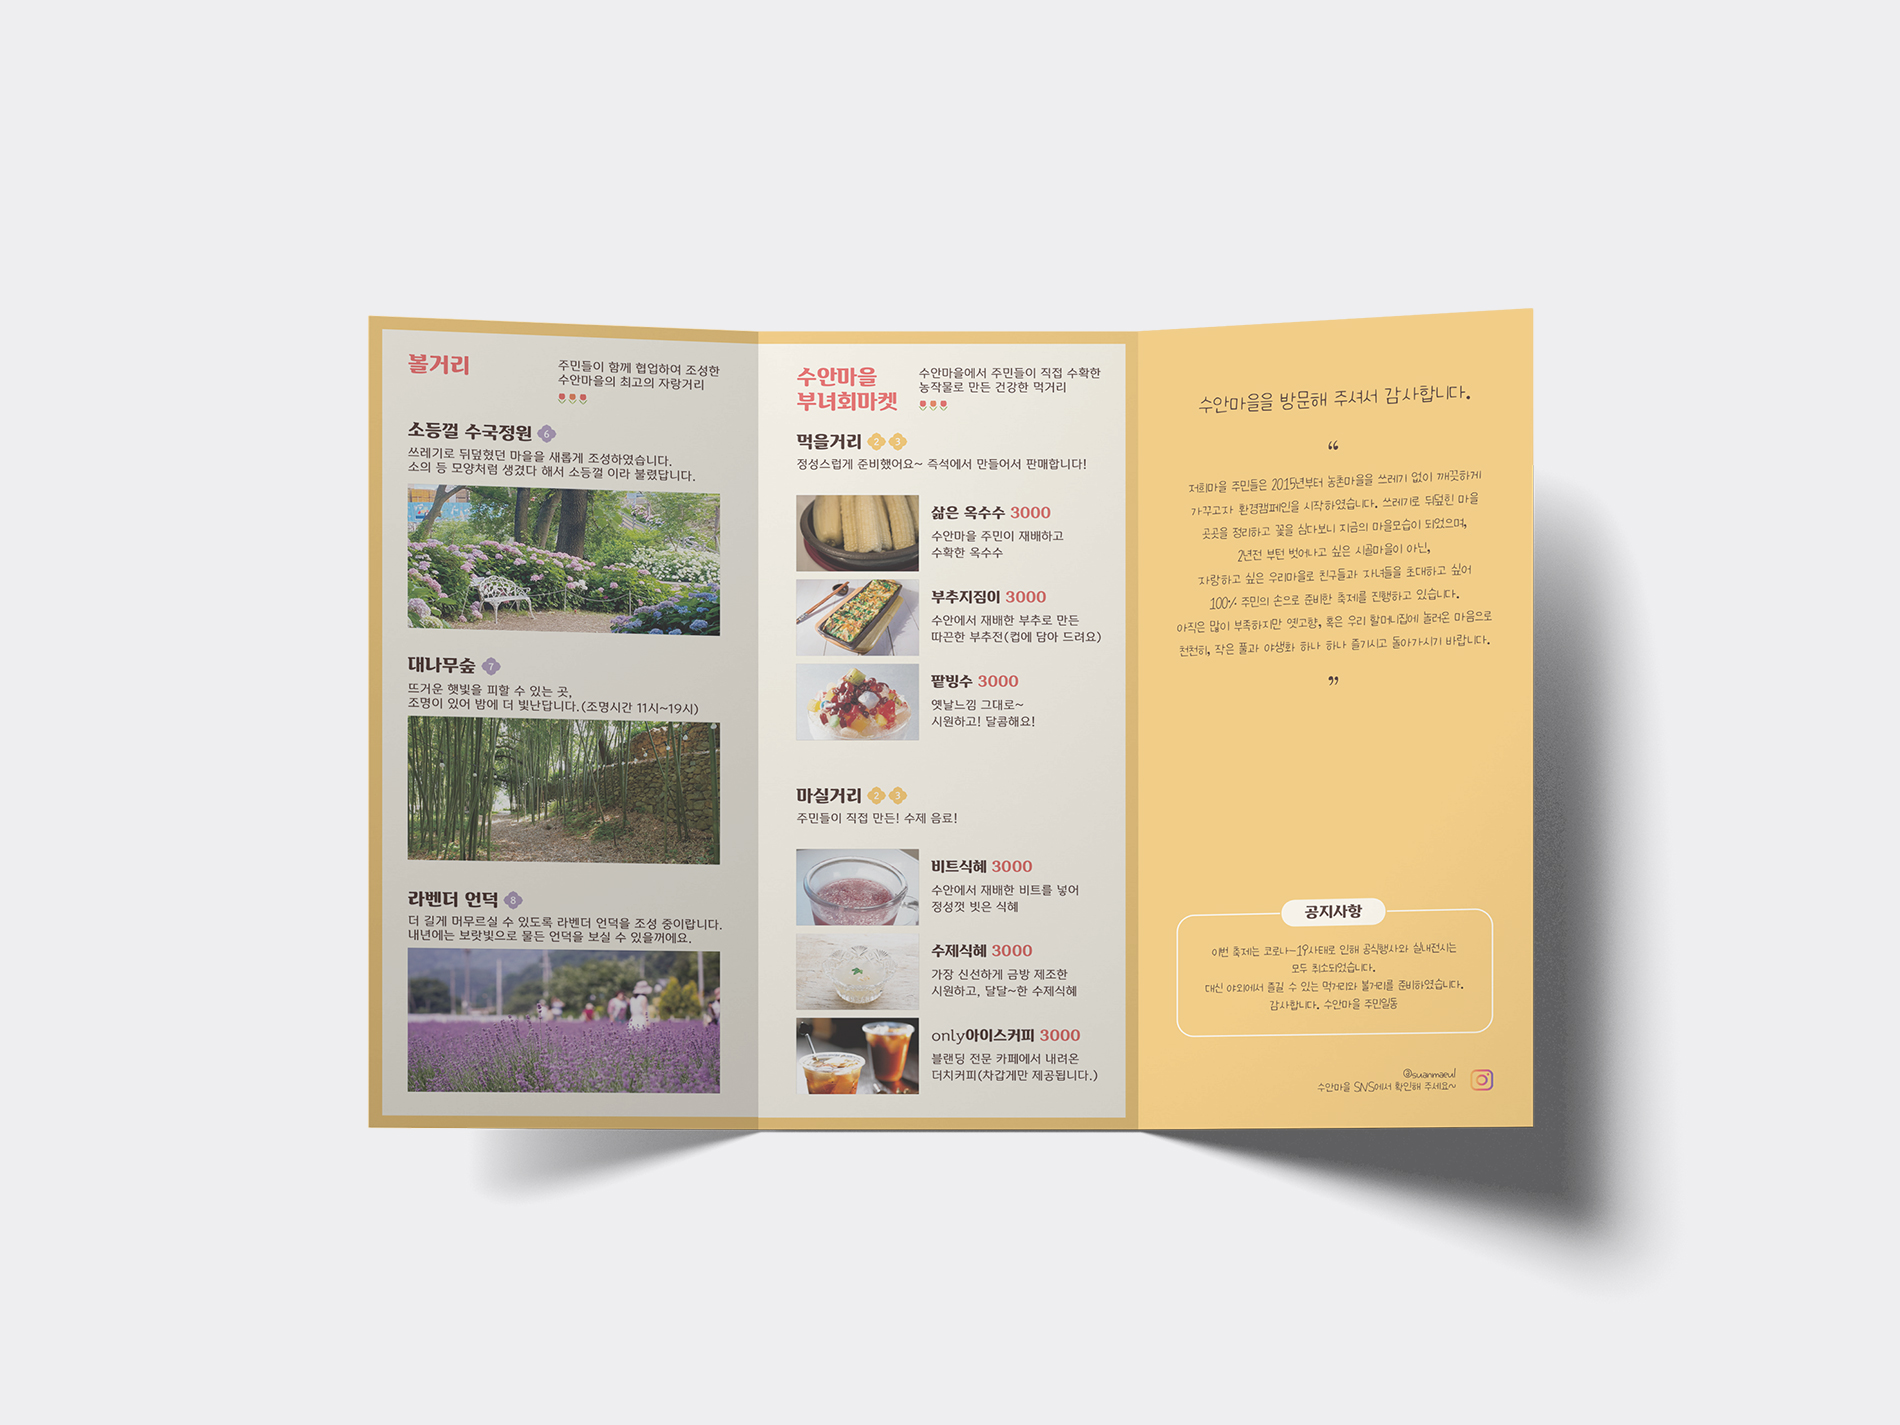 볼거리
주민들이 함께 협업하여 조성한
수안마을의 최고의 자랑거리
소등껄 수국정원 6
쓰레기로 뒤덮혔던 마을을 새롭게 조성하였습니다.
소의 등 모양처럼 생겼다 해서 소등껄 이라 불렸답니다.
대나무숲 7
뜨거운 햇빛을 피할 수 있는 곳,
조명이 있어 밤에 더 빛난답니다.(조명시간 11시~19시)
라벤더 언덕 8
더 길게 머무르실 수 있도록 라벤더 언덕을 조성 중이랍니다.
내년에는 보랏빛으로 물든 언덕을 보실 수 있을꺼에요.
수안마을
부녀회마켓
수안마을에서 주민들이 직접 수확한
농작물로 만든 건강한 먹거리
먹을거리 2 3
정성스럽게 준비했어요~ 즉석에서 만들어서 판매합니다!
삶은 옥수수 3000
수안마을 주민이 재배하고
수확한 옥수수
부추지짐이 3000
수안에서 재배한 부추로 만든
따끈한 부추전(컵에 담아 드려요)
팥빙수 3000
옛날느낌 그대로~
시원하고! 달콤해요!
마실거리 2 3
주민들이 직접 만든! 수제 음료!
비트식혜 3000
수안에서 재배한 비트를 넣어
정성껏 빗은 식혜
수제식혜 3000
가장 신선하게 금방 제조한
시원하고, 달달~한 수제식혜
only아이스커피 3000
블랜딩 전문 카페에서 내려온
더치커피(차갑게만 제공됩니다.)
수안마을을 방문해 주셔서 감사합니다.
“
저희마을 주민들은 2015년부터 농촌마을을 쓰레기 없이 깨끗하게
가꾸고자 환경캠페인을 시작하였습니다. 쓰레기로 뒤덮힌 마을
곳곳을 정리하고 꽃을 심다보니 지금의 마을모습이 되었으며,
2년전 부턴 벗어나고 싶은 시골마을이 아닌,
자랑하고 싶은 우리마을로 친구들과 자녀들을 초대하고 싶어
100% 주민의 손으로 준비한 축제를 진행하고 있습니다.
아직은 많이 부족하지만 옛고향, 혹은 우리 할머니집에 놀러온 마음으로
천천히, 작은 풀과 야생화 하나 하나 즐기시고 돌아가시기 바랍니다.
”
공지사항
이번 축제는 코로나-19사태로 인해 공식행사와 실내전시는
모두 취소되었습니다.
대신 야외에서 즐길 수 있는 먹거리와 볼거리를 준비하였습니다.
감사합니다. 수안마을 주민일동
@suanmaeul
수안마을 SNS에서 확인해 주세요~